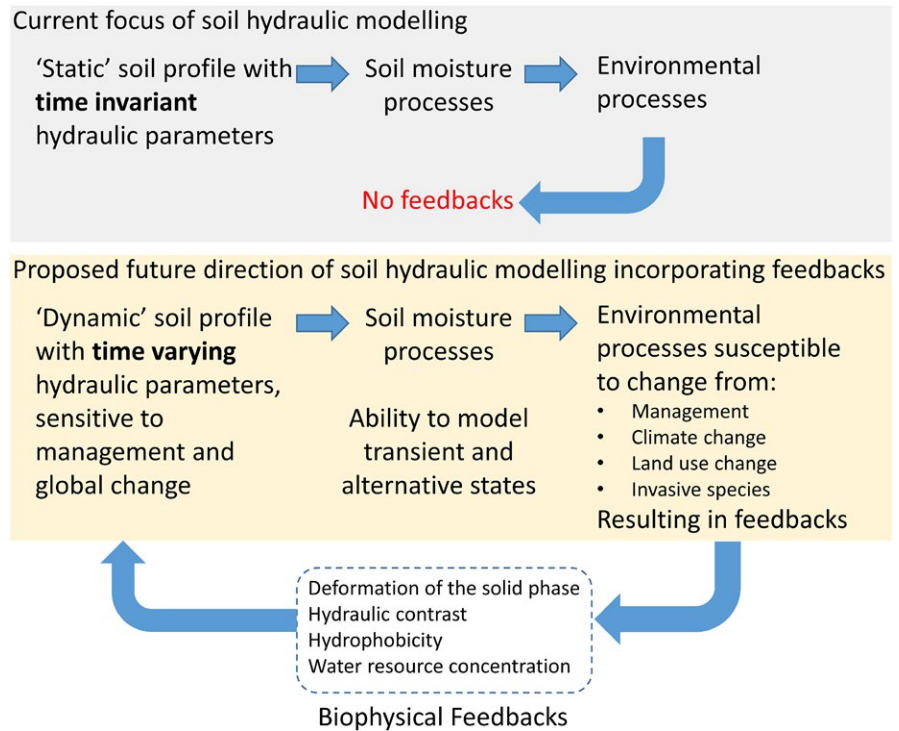 Current focus of soil hydraulic modelling
‘Static’ soil profile with
time invariant
hydraulic parameters
Soil moisture
processes
Environmental
processes
No feedbacks
Proposed future direction of soil hydraulic modelling incorporating feedbacks
‘Dynamic’ soil profile
with time varying
hydraulic parameters,
sensitive to
management and
global change
Soil moisture
processes
Ability to model
transient and
alternative states
Environmental
processes susceptible
to change from:
• Management
• Climate change
• Land use change
• Invasive species
Resulting in feedbacks
Deformation of the solid phase
Hydraulic contrast
Hydrophobicity
Water resource concentration
Biophysical Feedbacks